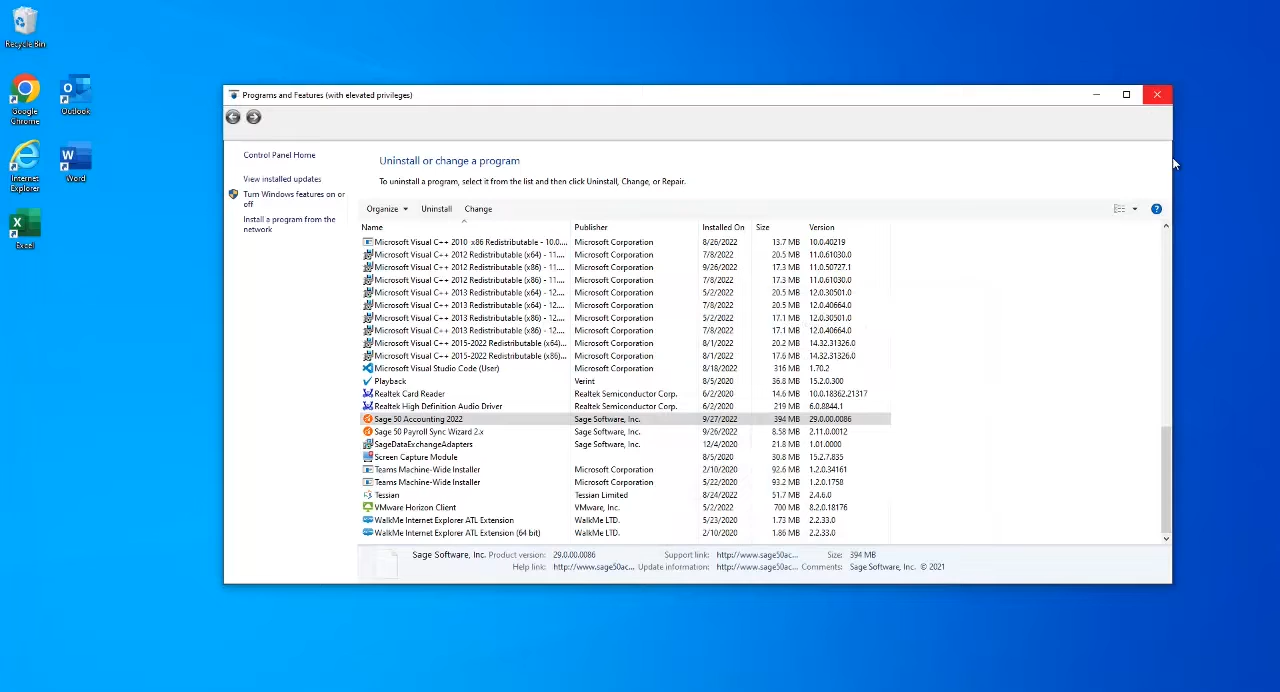 Recycle Bin
Google Chrome
Outlook
Internet Explorer
Word
Excel
Programs and Features (with elevated privileges)
Control Panel Home
View installed updates
Turn Windows features on or off
Install a program from the network
Uninstall or change a program
To uninstall a program, select it from the list and then click Uninstall, Change, or Repair.
Organize Uninstall Change
Name Publisher Installed On Size Version
Microsoft Visual C++ 2010 x86 Redistributable - 10.0.... Microsoft Corporation 8/26/2022 13.7 MB 10.0.40219
Microsoft Visual C++ 2012 Redistributable (x64) - 11.... Microsoft Corporation 7/8/2022 20.5 MB 11.0.61030.0
Microsoft Visual C++ 2012 Redistributable (x86) - 11.... Microsoft Corporation 9/26/2022 17.3 MB 11.0.50727.1
Microsoft Visual C++ 2012 Redistributable (x86) - 11.... Microsoft Corporation 7/8/2022 17.3 MB 11.0.61030.0
Microsoft Visual C++ 2013 Redistributable (x64) - 12.... Microsoft Corporation 5/2/2022 20.5 MB 12.0.30501.0
Microsoft Visual C++ 2013 Redistributable (x64) - 12.... Microsoft Corporation 7/8/2022 20.5 MB 12.0.40664.0
Microsoft Visual C++ 2013 Redistributable (x86) - 12.... Microsoft Corporation 5/2/2022 17.1 MB 12.0.30501.0
Microsoft Visual C++ 2013 Redistributable (x86) - 12.... Microsoft Corporation 7/8/2022 17.1 MB 12.0.40664.0
Microsoft Visual C++ 2015-2022 Redistributable (x64)... Microsoft Corporation 8/1/2022 20.2 MB 14.32.31326.0
Microsoft Visual C++ 2015-2022 Redistributable (x86)... Microsoft Corporation 8/1/2022 17.6 MB 14.32.31326.0
Microsoft Visual Studio Code (User) Microsoft Corporation 8/18/2022 316 MB 1.70.2
Playback Verint 8/5/2020 36.8 MB 15.2.0.300
Realtek Card Reader Realtek Semiconductor Corp. 6/2/2020 14.6 MB 10.0.18362.21317
Realtek High Definition Audio Driver Realtek Semiconductor Corp. 6/2/2020 219 MB 6.0.8844.1
Sage 50 Accounting 2022 Sage Software, Inc. 9/27/2022 394 MB 29.0.00.0086
Sage 50 Payroll Sync Wizard 2.x Sage Software, Inc. 9/26/2022 8.58 MB 2.11.0.0012
SageDataExchangeAdapters Sage Software, Inc. 12/4/2020 21.8 MB 1.01.0000
Screen Capture Module 8/5/2020 30.8 MB 15.2.7.835
Teams Machine-Wide Installer Microsoft Corporation 2/10/2020 92.6 MB 1.2.0.34161
Teams Machine-Wide Installer Microsoft Corporation 5/22/2020 93.2 MB 1.2.0.1758
Tessian Tessian Limited 8/24/2022 51.7 MB 2.4.6.0
VMware Horizon Client VMware, Inc. 5/2/2022 700 MB 8.2.0.18176
WalkMe Internet Explorer ATL Extension WalkMe LTD. 5/23/2020 1.73 MB 2.2.33.0
WalkMe Internet Explorer ATL Extension (64 bit) WalkMe LTD. 2/10/2020 1.86 MB 2.2.33.0
Sage Software, Inc. Product version: 29.0.00.0086 Support link: http://www.sage50ac... Size: 394 MB
Help link: http://www.sage50ac... Update information: http://www.sage50ac... Comments: Sage Software, Inc. © 2021